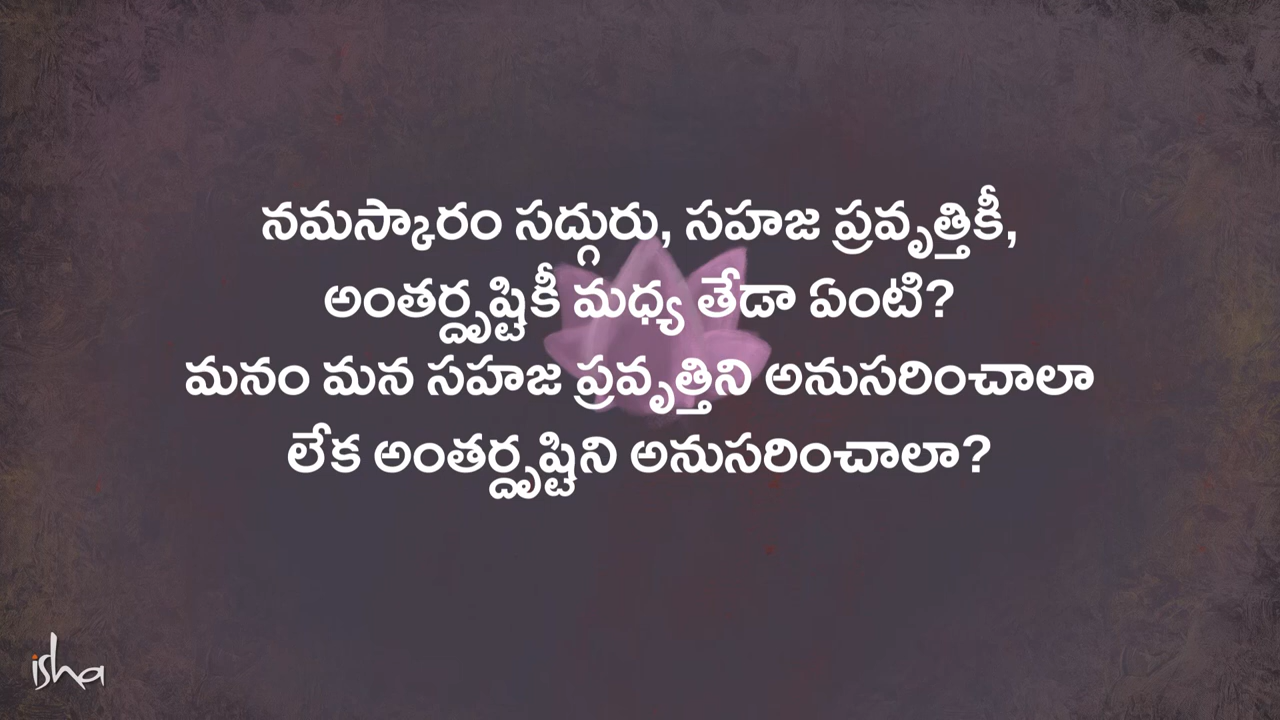 నమస్కారం సద్గురు, సహజ ప్రవృత్తికీ,
అంతర్దృష్టికీ మధ్య తేడా ఏంటి?
మనం మన సహజ ప్రవృత్తిని అనుసరించాలా
లేక అంతర్దృష్టిని అనుసరించాలా?
isha